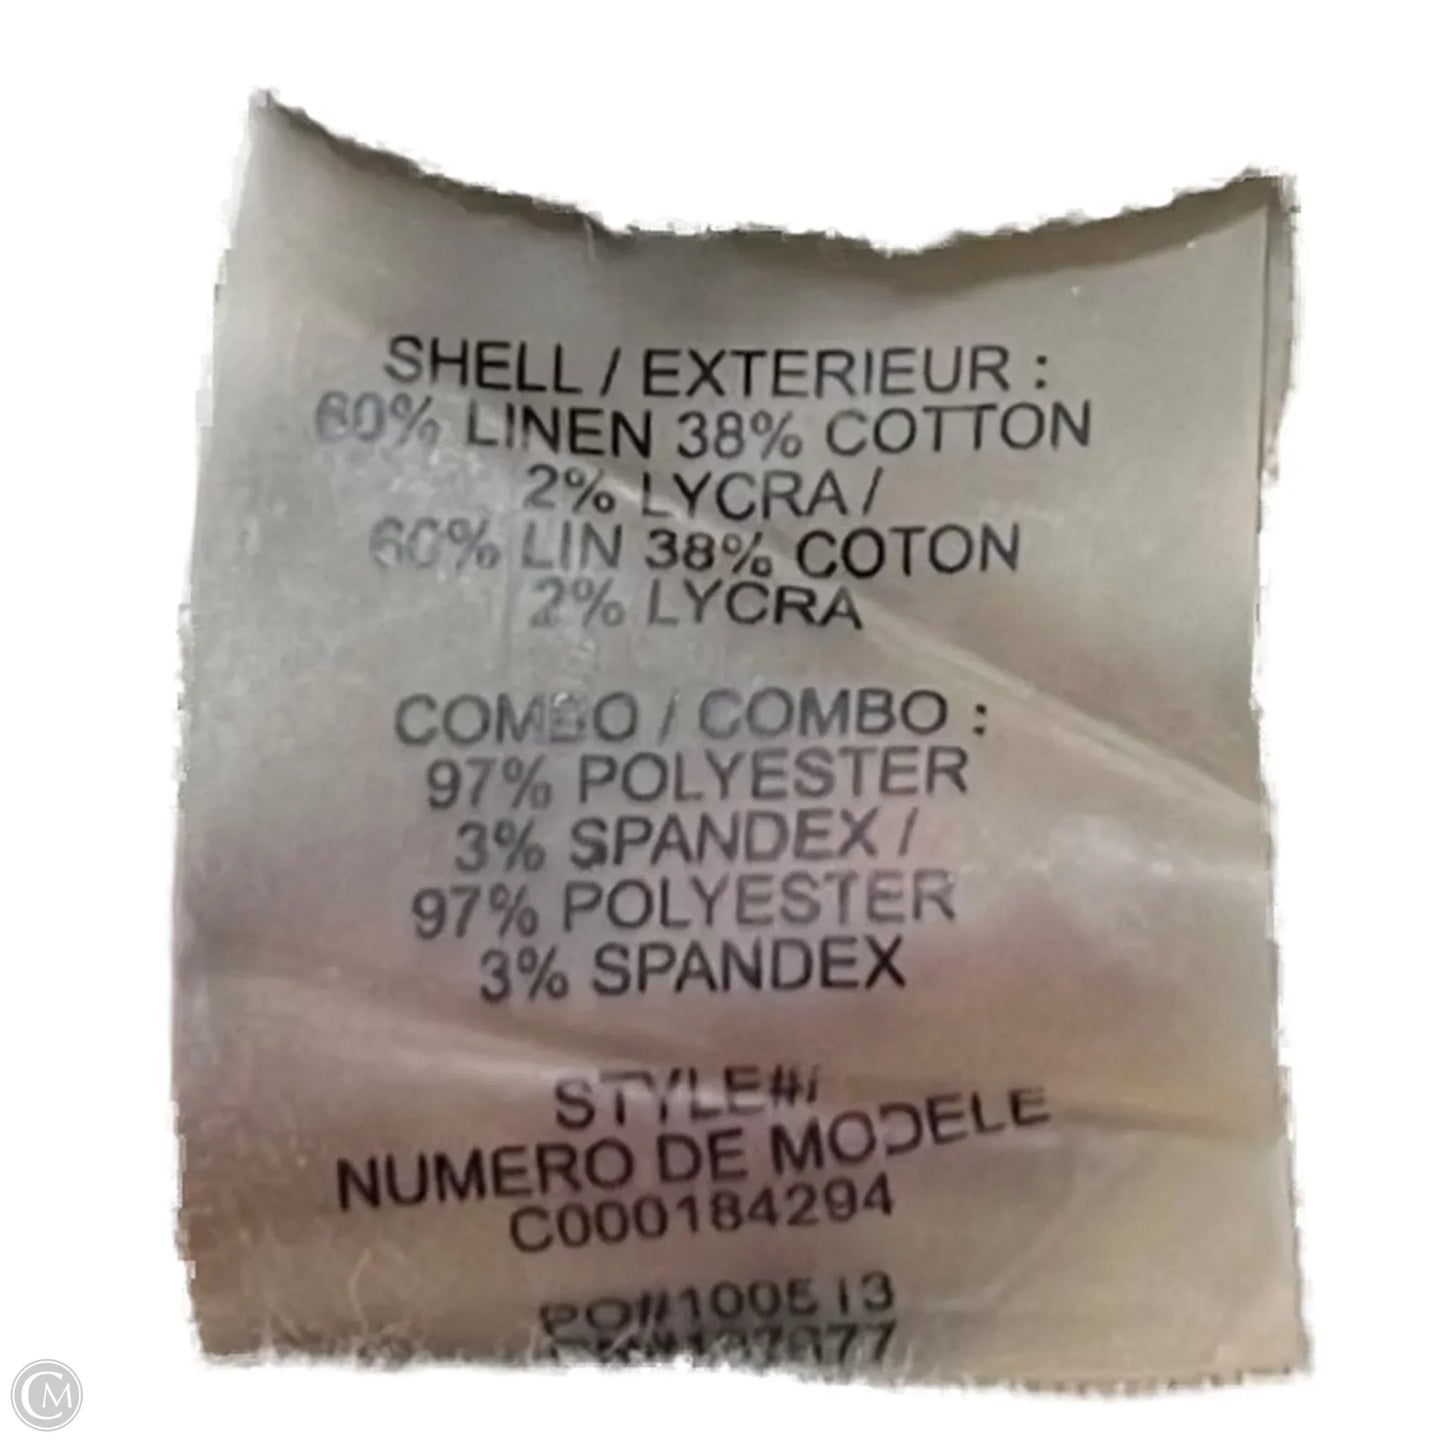 SHELL / EXTERIEUR :
60% LINEN 38% COTTON
2% LYCRA /
60% LIN 38% COTON
2% LYCRA
COMBO / COMBO :
97% POLYESTER
3% SPANDEX /
97% POLYESTER
3% SPANDEX
STYLE#/
NUMERO DE MODELE
C000184294
PO#100513
CM